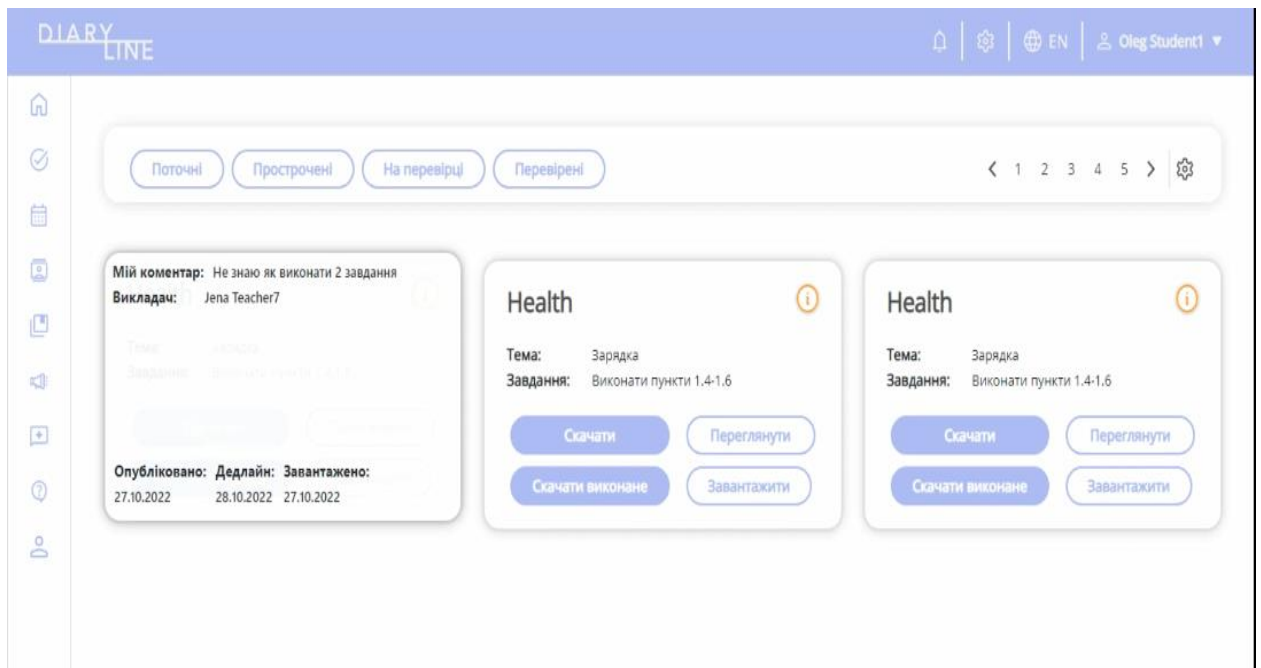 DIARY LINE
EN
Oleg Student1
Поточні Прострочені На перевірці Перевірені
1 2 3 4 5
Мій коментар: Не знаю як виконати 2 завдання
Викладач: Jena Teacher7
Опубліковано: Дедлайн: Завантажено:
27.10.2022 28.10.2022 27.10.2022
Health
Тема: Зарядка
Завдання: Виконати пункти 1.4-1.6
Скачати Переглянути
Скачати виконане Завантажити
Health
Тема: Зарядка
Завдання: Виконати пункти 1.4-1.6
Скачати Переглянути
Скачати виконане Завантажити